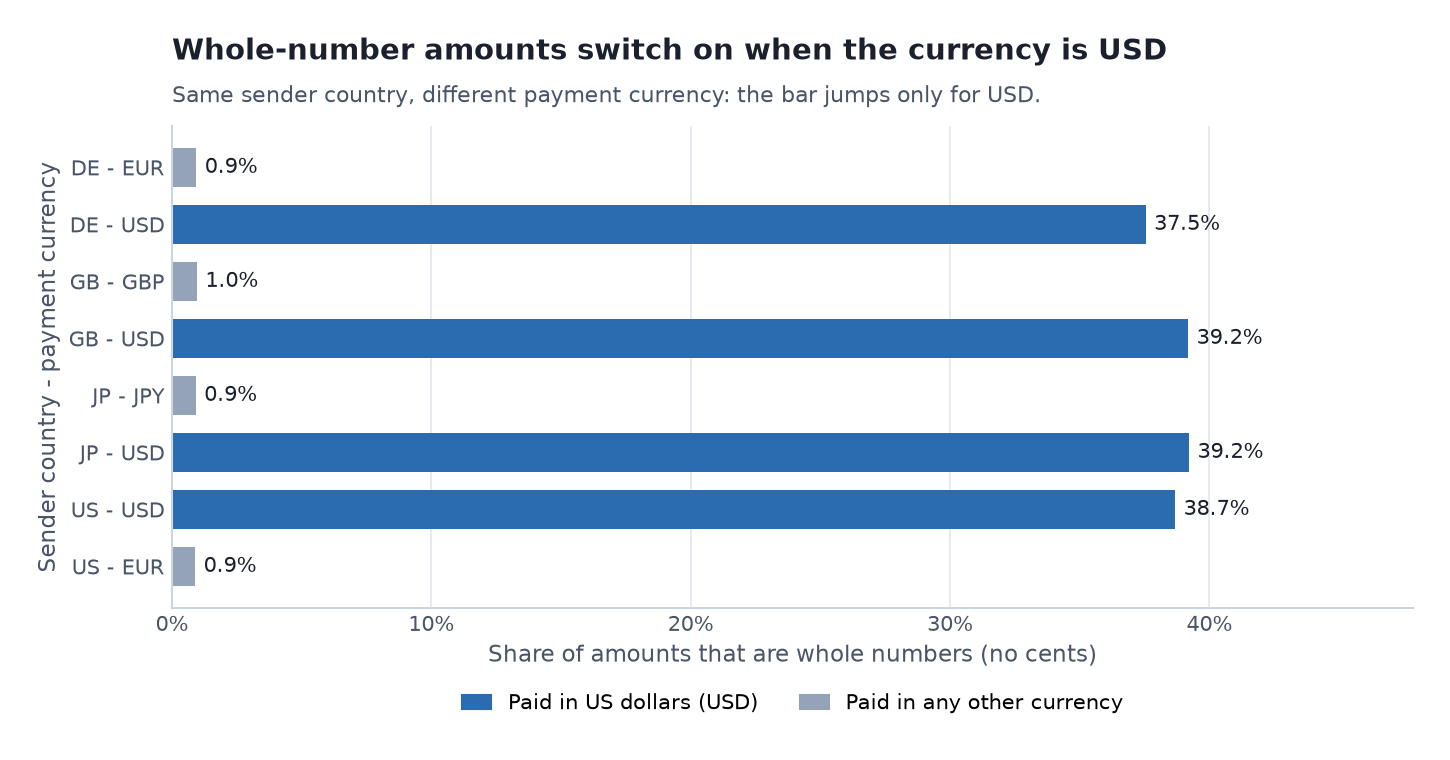 Whole-number amounts switch on when the currency is USD
Same sender country, different payment currency: the bar jumps only for USD.
Sender country - payment currency
DE - EUR 0.9%
DE - USD 37.5%
GB - GBP 1.0%
GB - USD 39.2%
JP - JPY 0.9%
JP - USD 39.2%
US - USD 38.7%
US - EUR 0.9%
0% 10% 20% 30% 40%
Share of amounts that are whole numbers (no cents)
Paid in US dollars (USD) Paid in any other currency